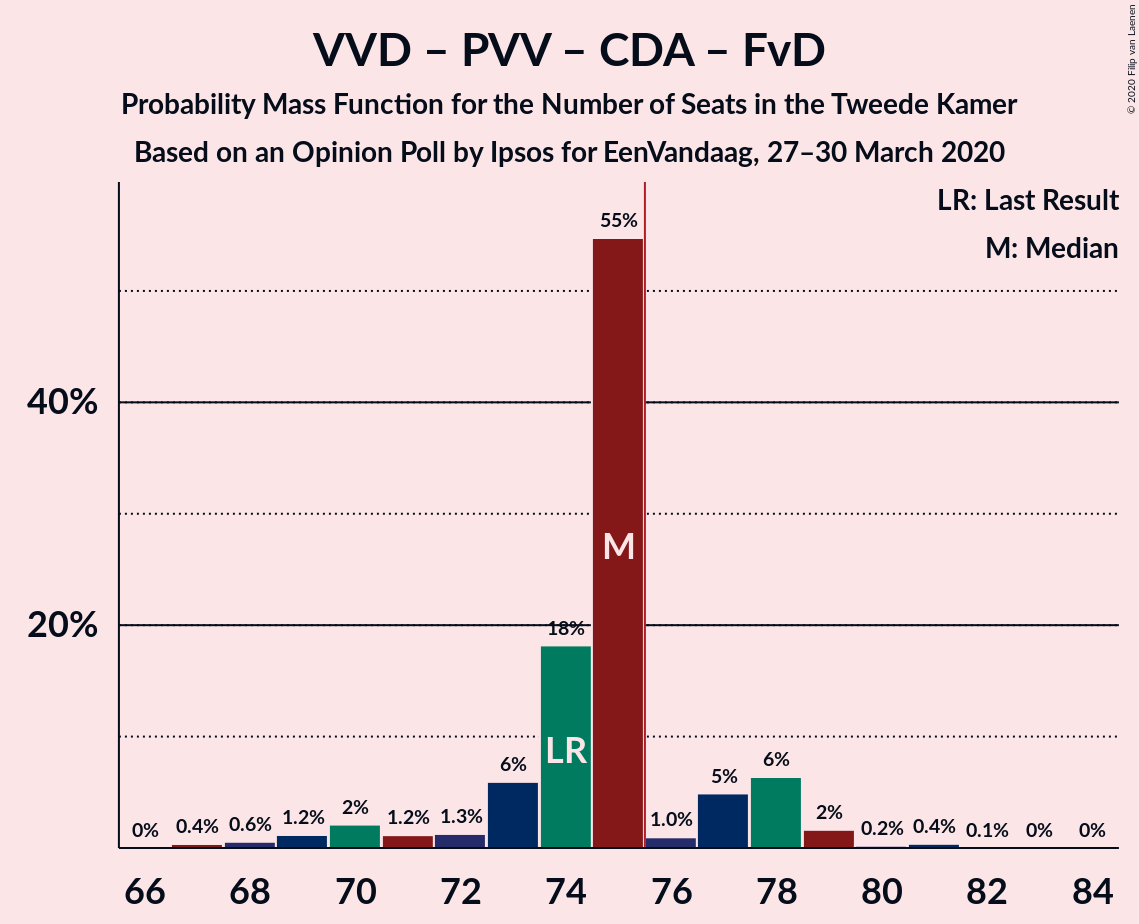 VVD – PVV – CDA – FvD
Probability Mass Function for the Number of Seats in the Tweede Kamer
Based on an Opinion Poll by Ipsos for EenVandaag, 27–30 March 2020
© 2020 Filip van Laenen
LR: Last Result
M: Median
55%
40%
M
20%
18%
LR
0%
0.4%
0.6%
1.2%
2%
1.2%
1.3%
6%
1.0%
5%
6%
2%
0.2%
0.4%
0.1%
0%
0%
66 68 70 72 74 76 78 80 82 84